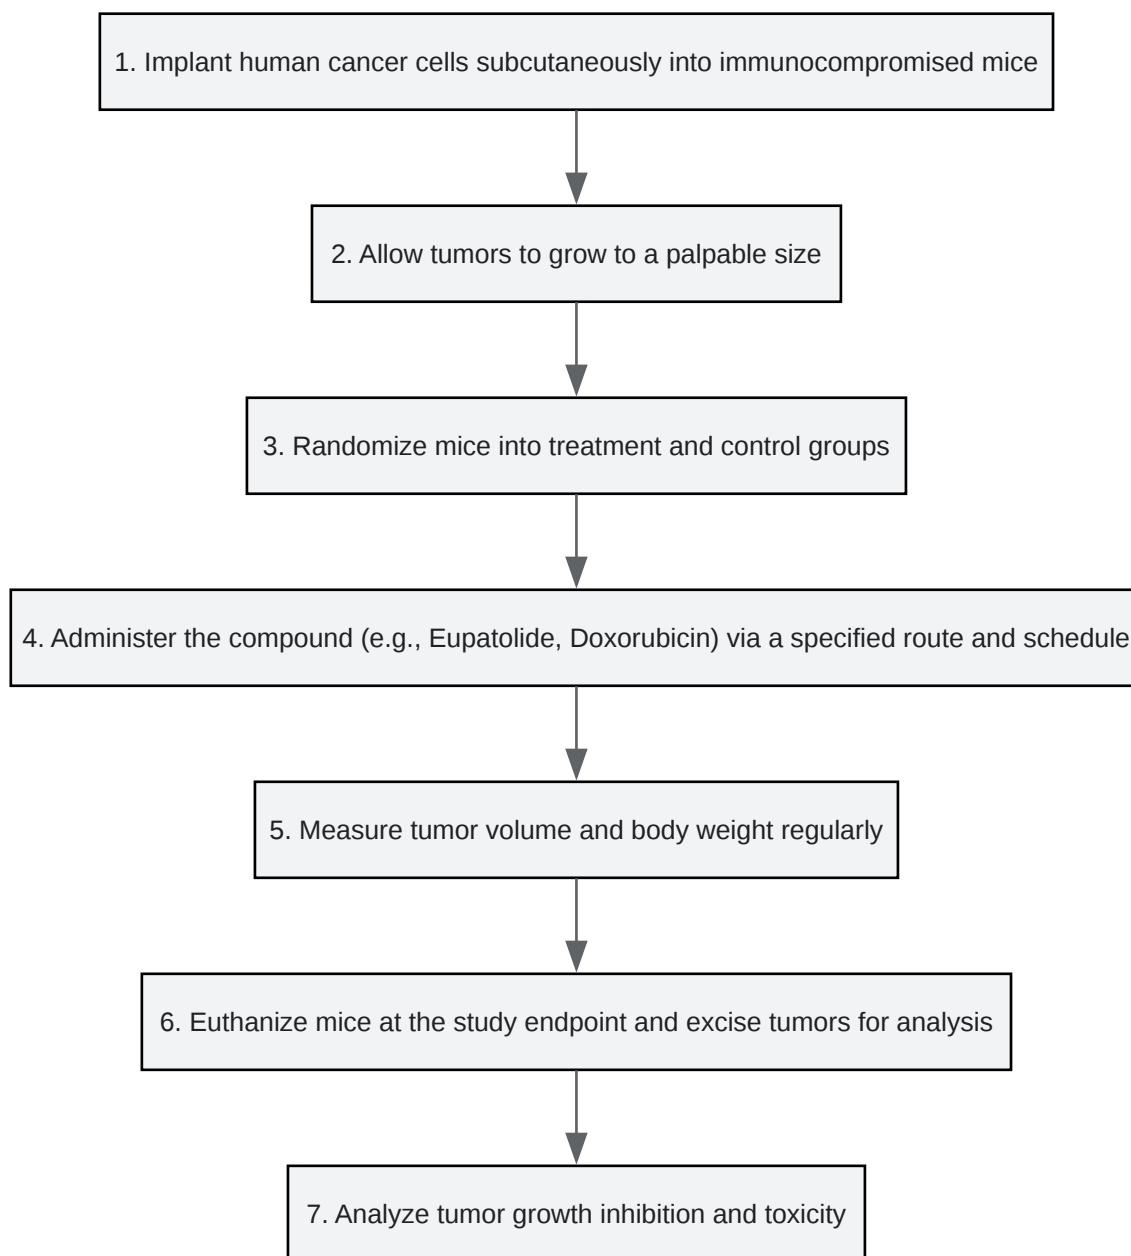 1. Implant human cancer cells subcutaneously into immunocompromised mice
2. Allow tumors to grow to a palpable size
3. Randomize mice into treatment and control groups
4. Administer the compound (e.g., Eupatolide, Doxorubicin) via a specified route and schedule
5. Measure tumor volume and body weight regularly
6. Euthanize mice at the study endpoint and excise tumors for analysis
7. Analyze tumor growth inhibition and toxicity